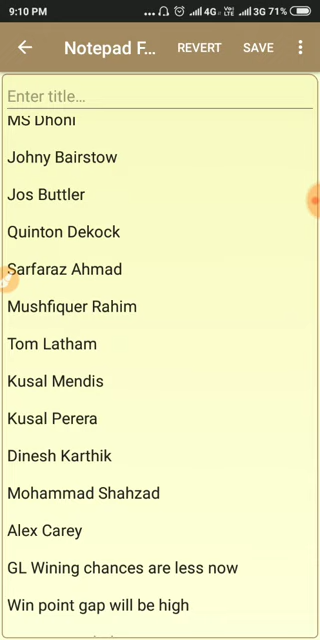 9:10 PM ... 4G VoLTE 3G 71%
Notepad F... REVERT SAVE
Enter title...
MS Dhoni
Johny Bairstow
Jos Buttler
Quinton Dekock
Sarfaraz Ahmad
Mushfiquer Rahim
Tom Latham
Kusal Mendis
Kusal Perera
Dinesh Karthik
Mohammad Shahzad
Alex Carey
GL Wining chances are less now
Win point gap will be high